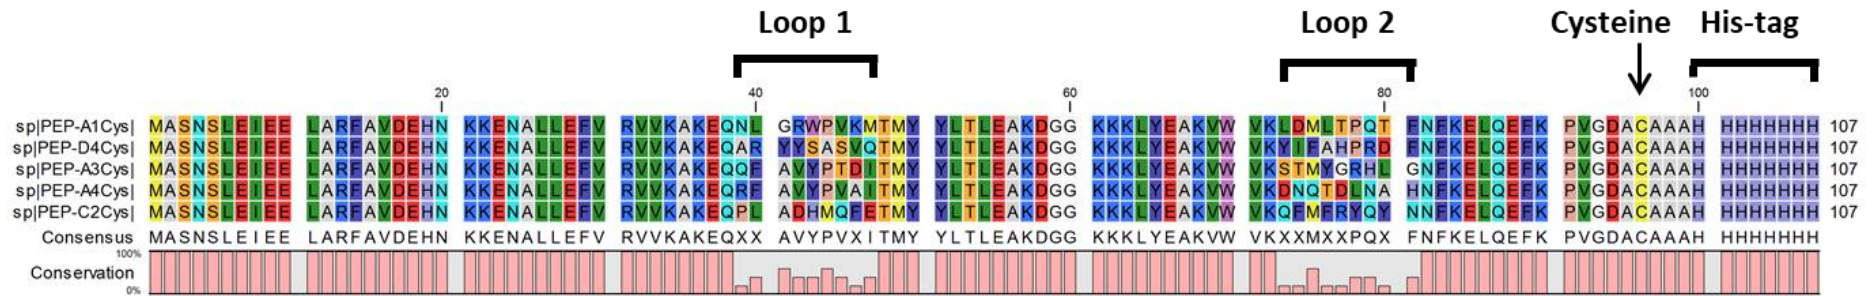 Loop 1 Loop 2 Cysteine His-tag
20 40 60 80 100
sp|PEP-A1Cys| MASNSLEIEE LARFAVDEHN KKENALLEFV RVVKAKEQNL GRWPVKMTMY YLTLEAKDGG KKKLYEAKVW VKLDMLTPQT FNFKELQEFK PVGDACAAAH HHHHHHH 107
sp|PEP-D4Cys| MASNSLEIEE LARFAVDEHN KKENALLEFV RVVKAKEQAR YYSASVQTMY YLTLEAKDGG KKKLYEAKVW VKYIFAHPRD FNFKELQEFK PVGDACAAAH HHHHHHH 107
sp|PEP-A3Cys| MASNSLEIEE LARFAVDEHN KKENALLEFV RVVKAKEQQF AVYPTDITMY YLTLEAKDGG KKKLYEAKVW VKSTMYGRHL GNFKELQEFK PVGDACAAAH HHHHHHH 107
sp|PEP-A4Cys| MASNSLEIEE LARFAVDEHN KKENALLEFV RVVKAKEQRF AVYPVAITMY YLTLEAKDGG KKKLYEAKVW VKDNQTDLNA HNFKELQEFK PVGDACAAAH HHHHHHH 107
sp|PEP-C2Cys| MASNSLEIEE LARFAVDEHN KKENALLEFV RVVKAKEQPL ADHMQFETMY YLTLEAKDGG KKKLYEAKVW VKQFMFRYQY NNFKELQEFK PVGDACAAAH HHHHHHH 107
Consensus MASNSLEIEE LARFAVDEHN KKENALLEFV RVVKAKEQXX AVYPVXITMY YLTLEAKDGG KKKLYEAKVW VKXXMXXPQX FNFKELQEFK PVGDACAAAH HHHHHHH
100%
Conservation
0%